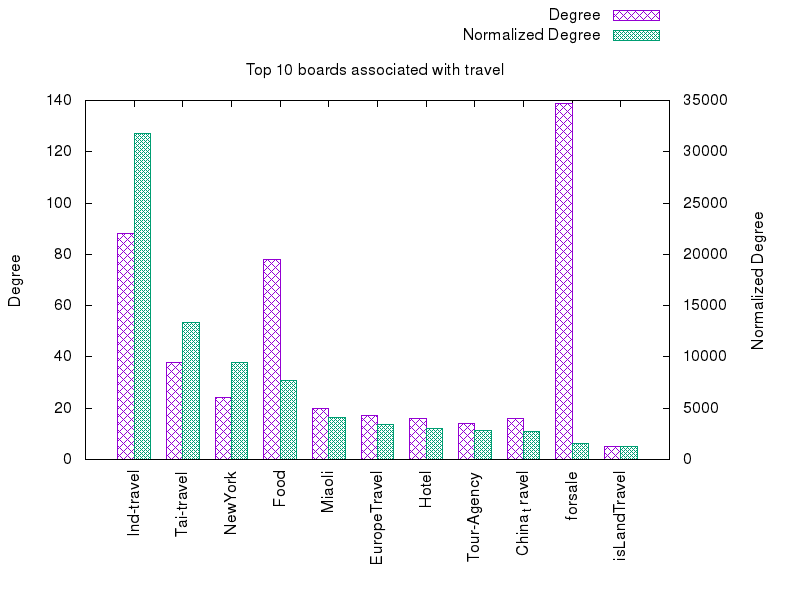 Degree
Normalized Degree
Top 10 boards associated with travel
140
120
100
80
60
40
20
0
35000
30000
25000
20000
15000
10000
5000
0
Degree
Normalized Degree
Ind-travel
Tai-travel
NewYork
Food
Miaoli
EuropeTravel
Hotel
Tour-Agency
Chinatravel
forsale
isLandTravel